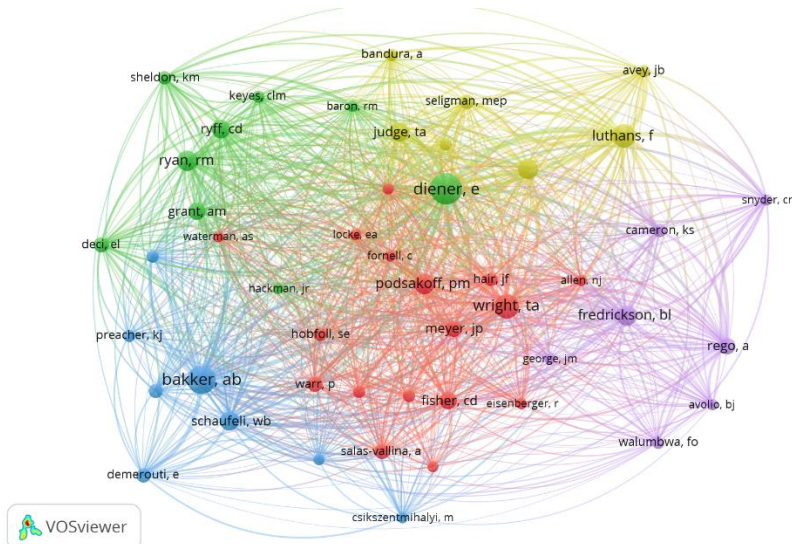 bandura, a
sheldon, km
avey, jb
keyes, clm
baron, rm
seligman, mep
ryff, cd
judge, ta
luthans, f
ryan, rm
diener, e
snyder, cr
grant, am
cameron, ks
waterman, as
locke, ea
deci, el
fornell, c
hair, jf
allen, nj
podsakoff, pm
hackman, jr
wright, ta
fredrickson, bl
preacher, kj
hobfoll, se
meyer, jp
rego, a
george, jm
bakker, ab
warr, p
fisher, cd
eisenberger, r
avolio, bj
schaufeli, wb
walumbwa, fo
salas-vallina, a
demerouti, e
csikszentmihalyi, m
VOSviewer